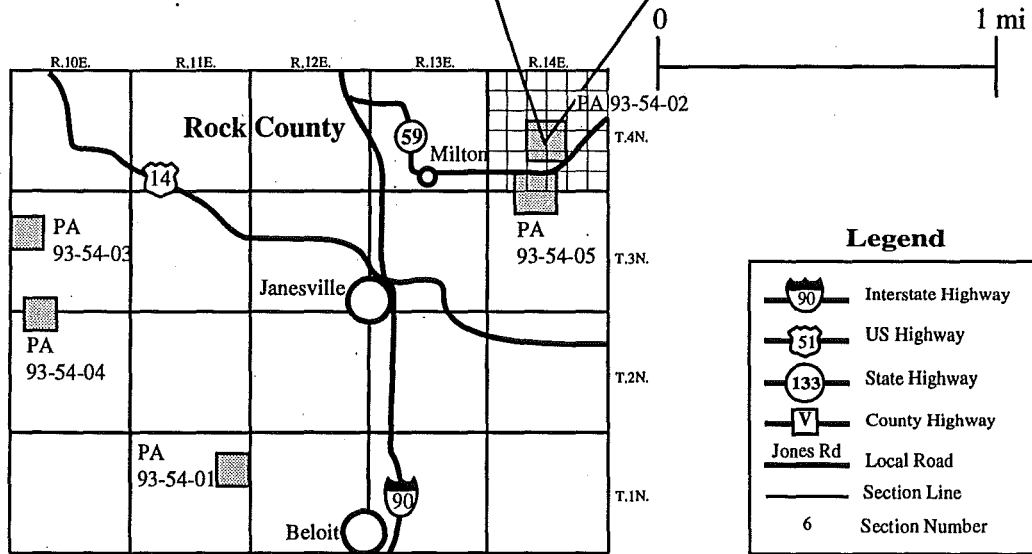 0 1 mi
R.10E. R.11E. R.12E. R.13E. R.14E.
PA 93-54-02
Rock County
59
T.4N.
Milton
14
PA
93-54-03
PA
93-54-05
T.3N.
Janesville
PA
93-54-04
T.2N.
PA
93-54-01
90
T.1N.
Beloit
Legend
90 Interstate Highway
51 US Highway
133 State Highway
V County Highway
Jones Rd Local Road
Section Line
6 Section Number